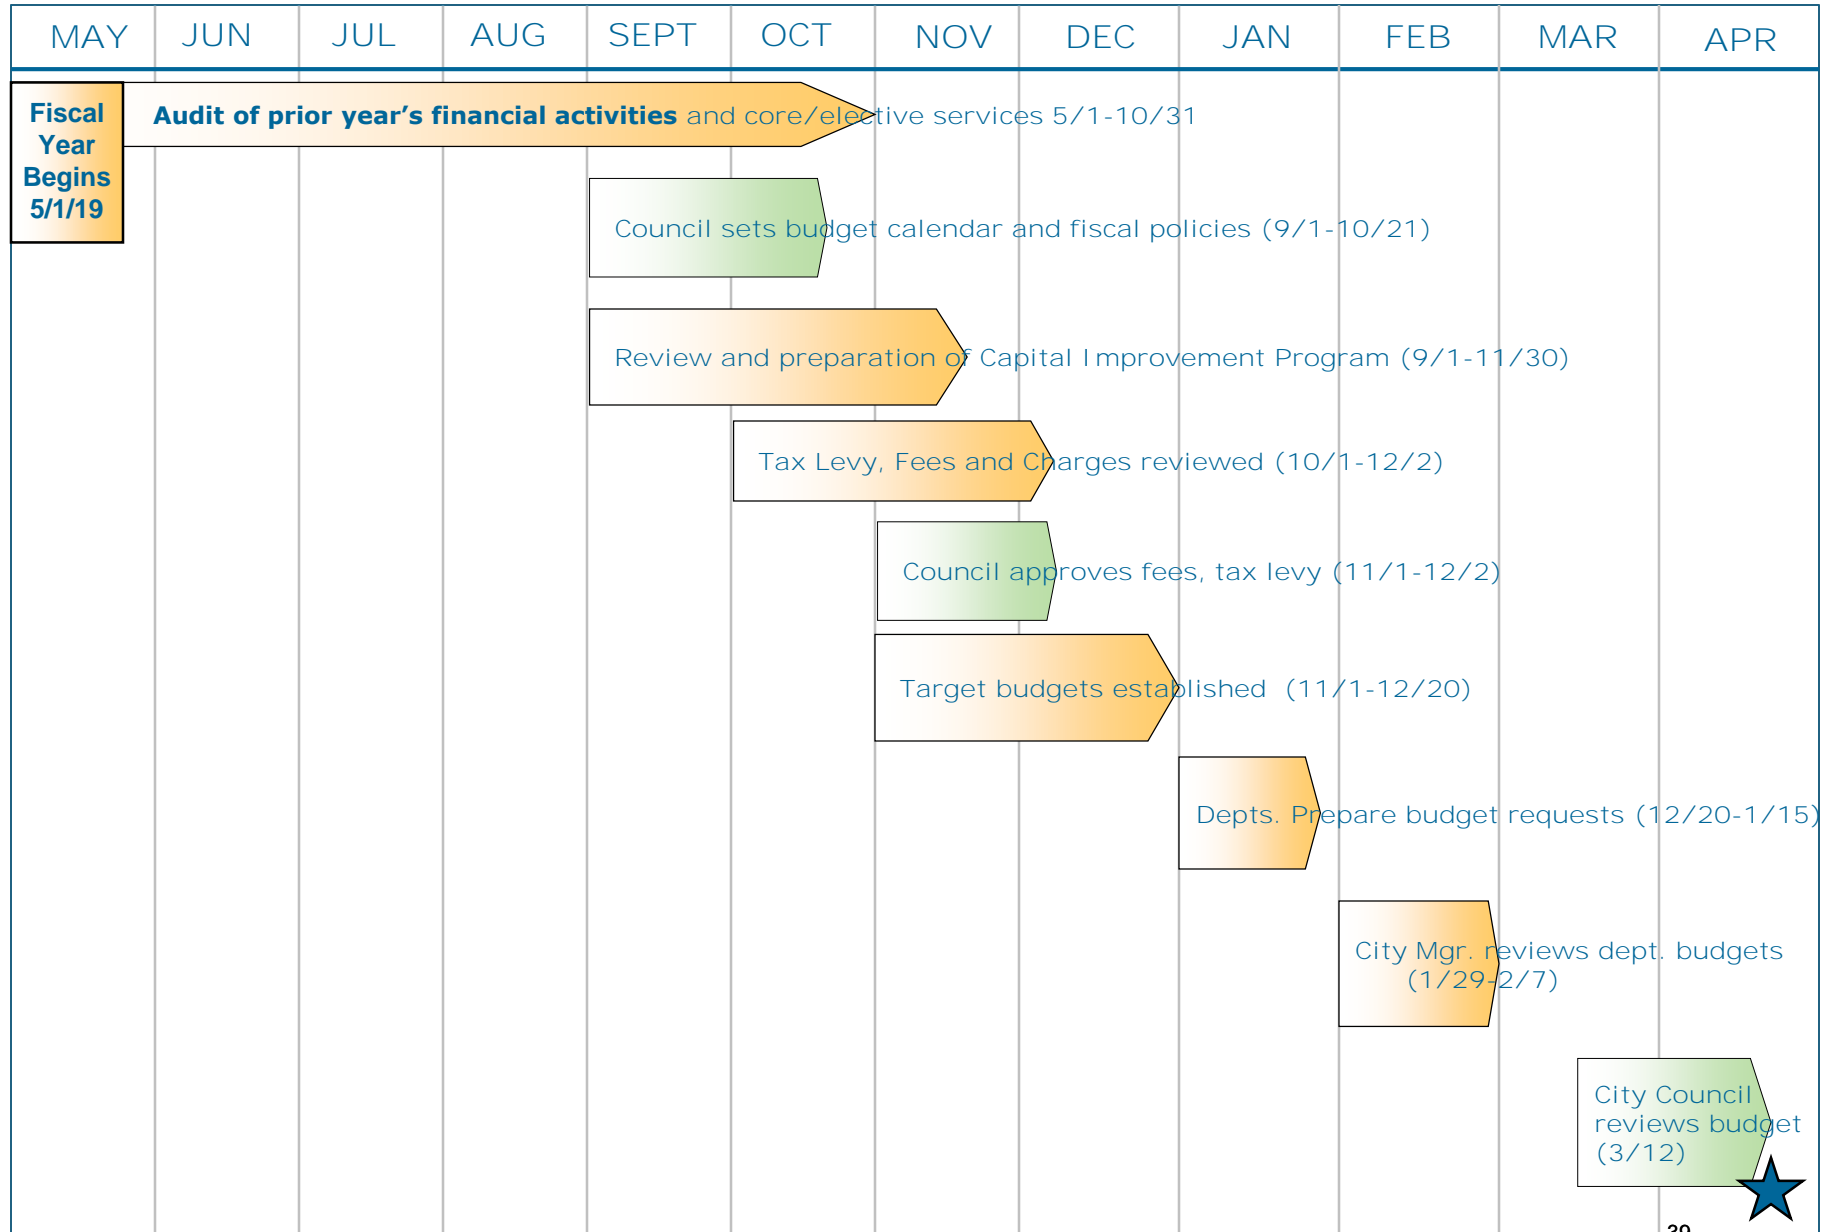 MAY JUN JUL AUG SEPT OCT NOV DEC JAN FEB MAR APR
Fiscal
Year
Begins
5/1/19
Audit of prior year's financial activities and core/elective services 5/1-10/31
Council sets budget calendar and fiscal policies (9/1-10/21)
Review and preparation of Capital Improvement Program (9/1-11/30)
Tax Levy, Fees and Charges reviewed (10/1-12/2)
Council approves fees, tax levy (11/1-12/2)
Target budgets established (11/1-12/20)
Depts. Prepare budget requests (12/20-1/15)
City Mgr. reviews dept. budgets
(1/29-2/7)
City Council
reviews budget
(3/12)
39